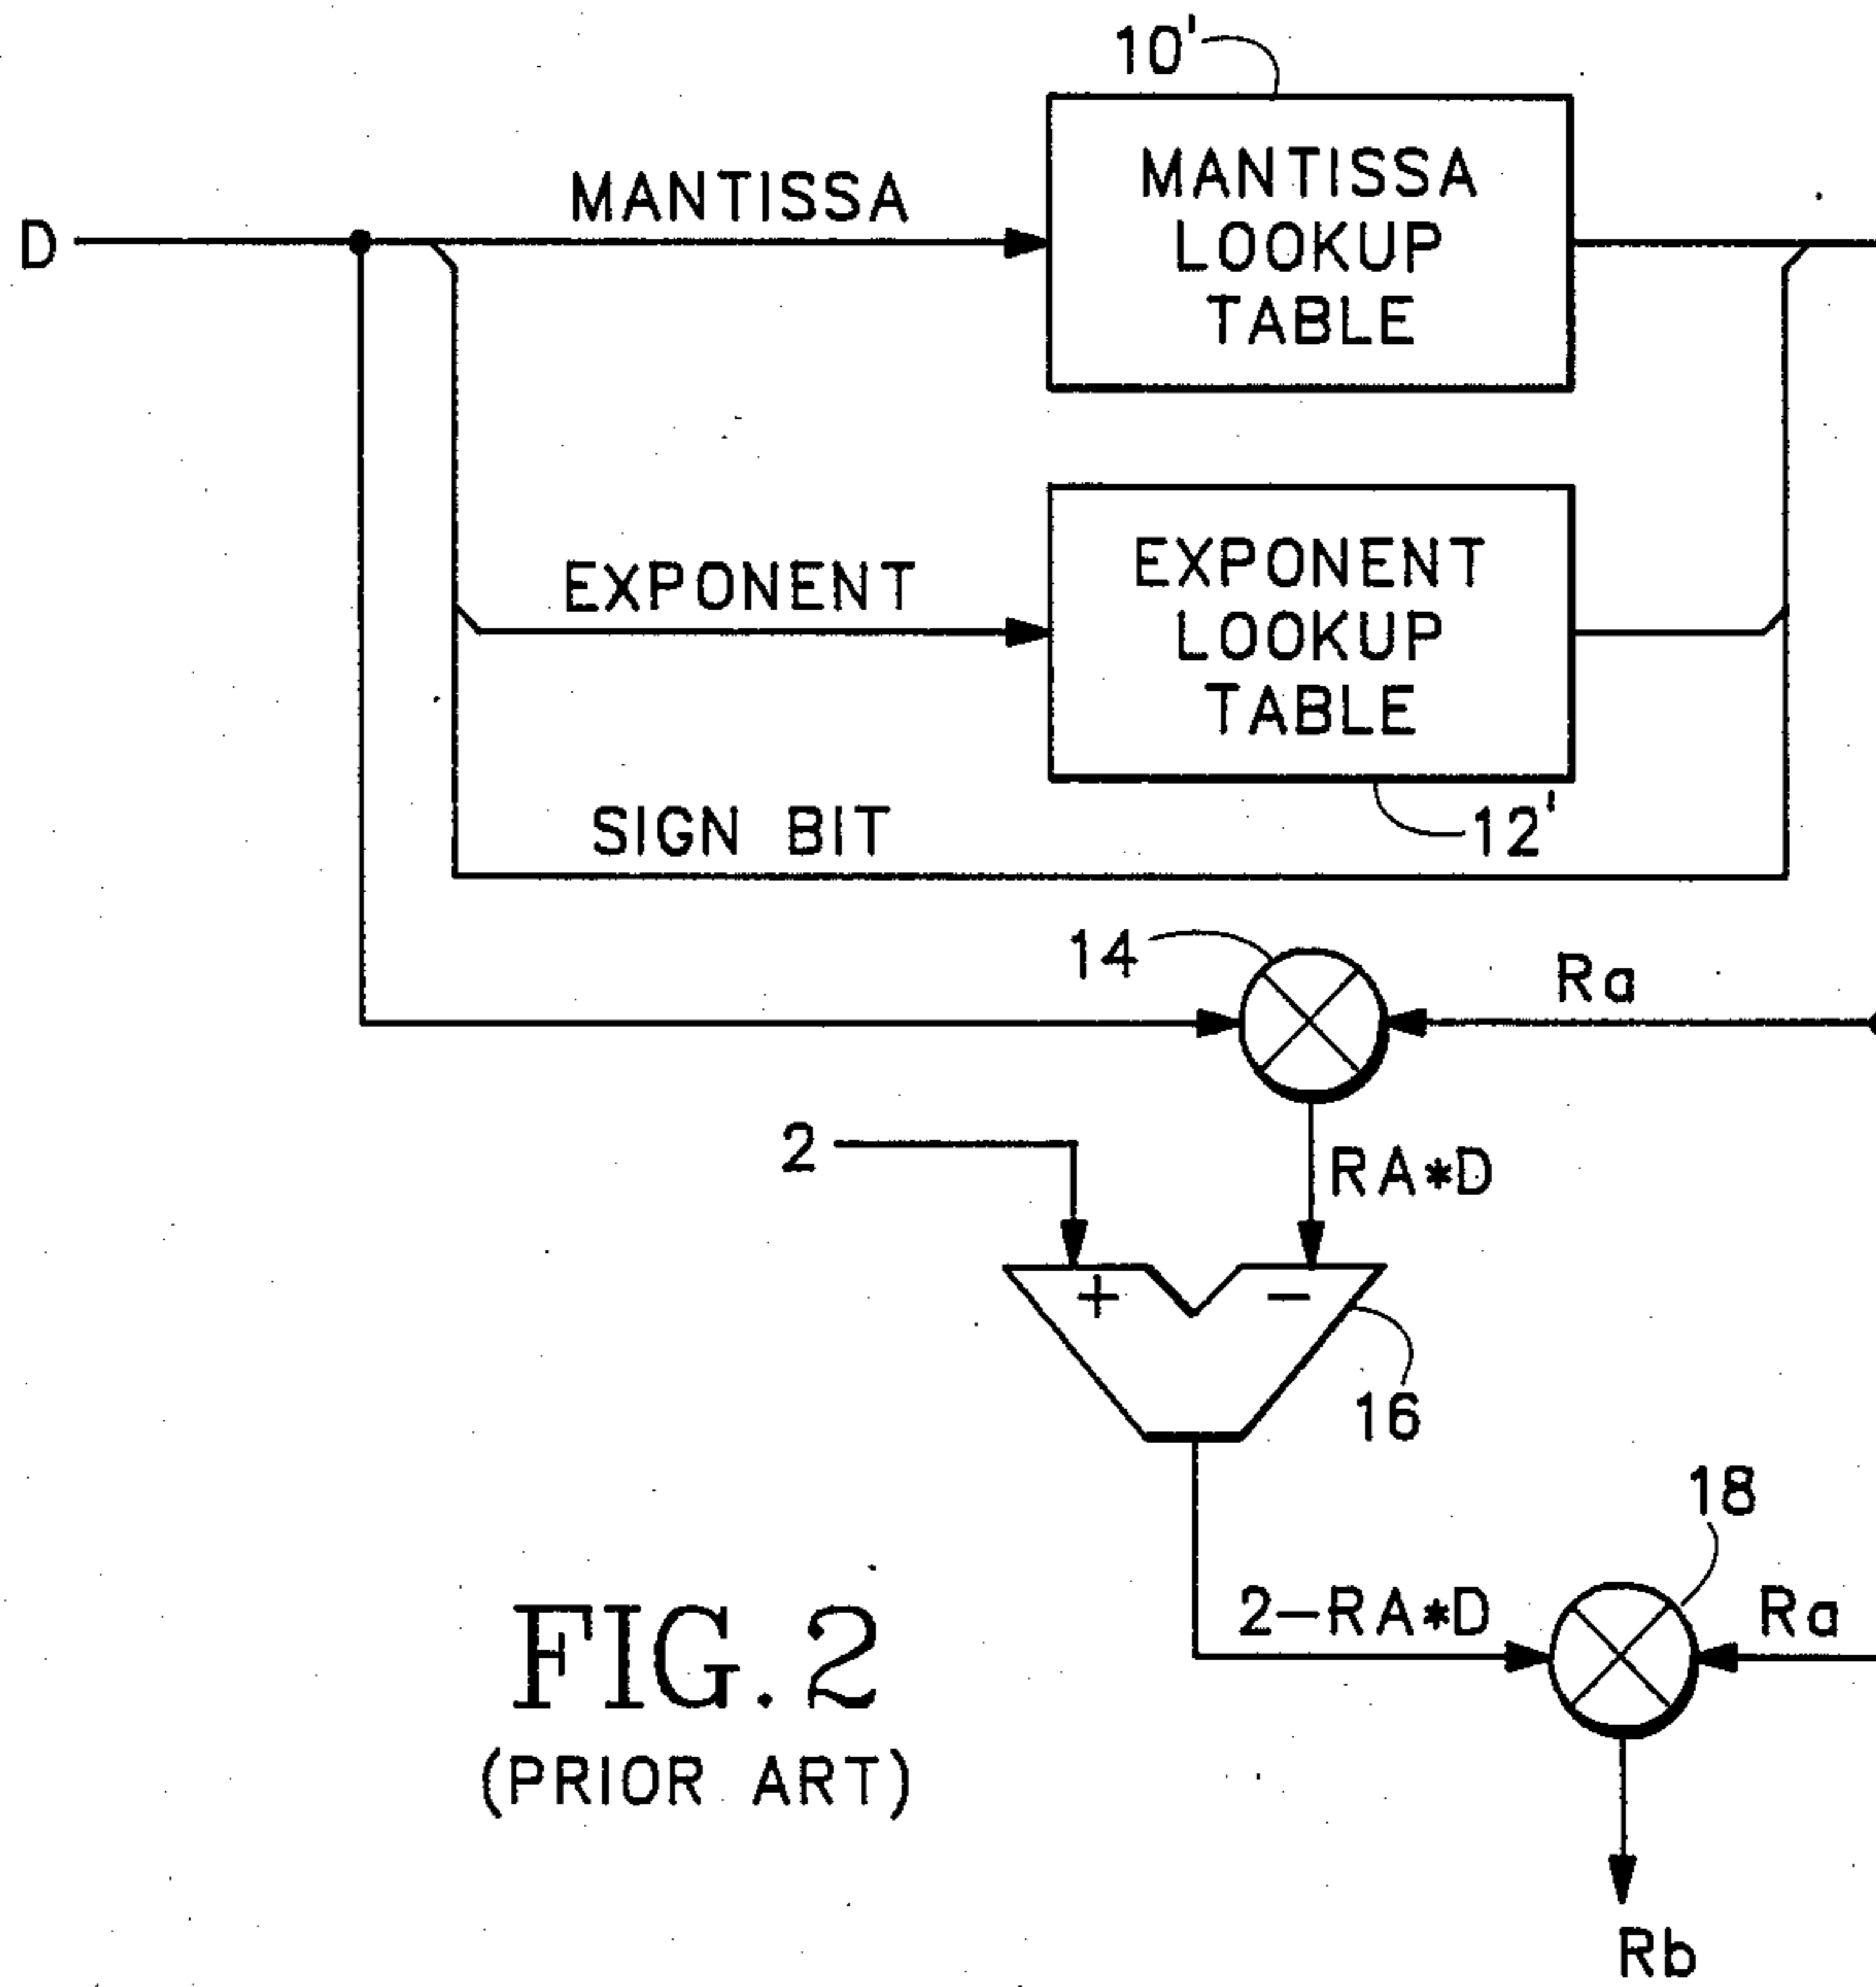 10'
MANTISSA
MANTISSA
LOOKUP
TABLE
D
EXPONENT
EXPONENT
LOOKUP
TABLE
SIGN BIT
12'
14
Ra
2
RA*D
+
−
16
18
2−RA*D
Ra
FIG. 2
(PRIOR ART)
Rb